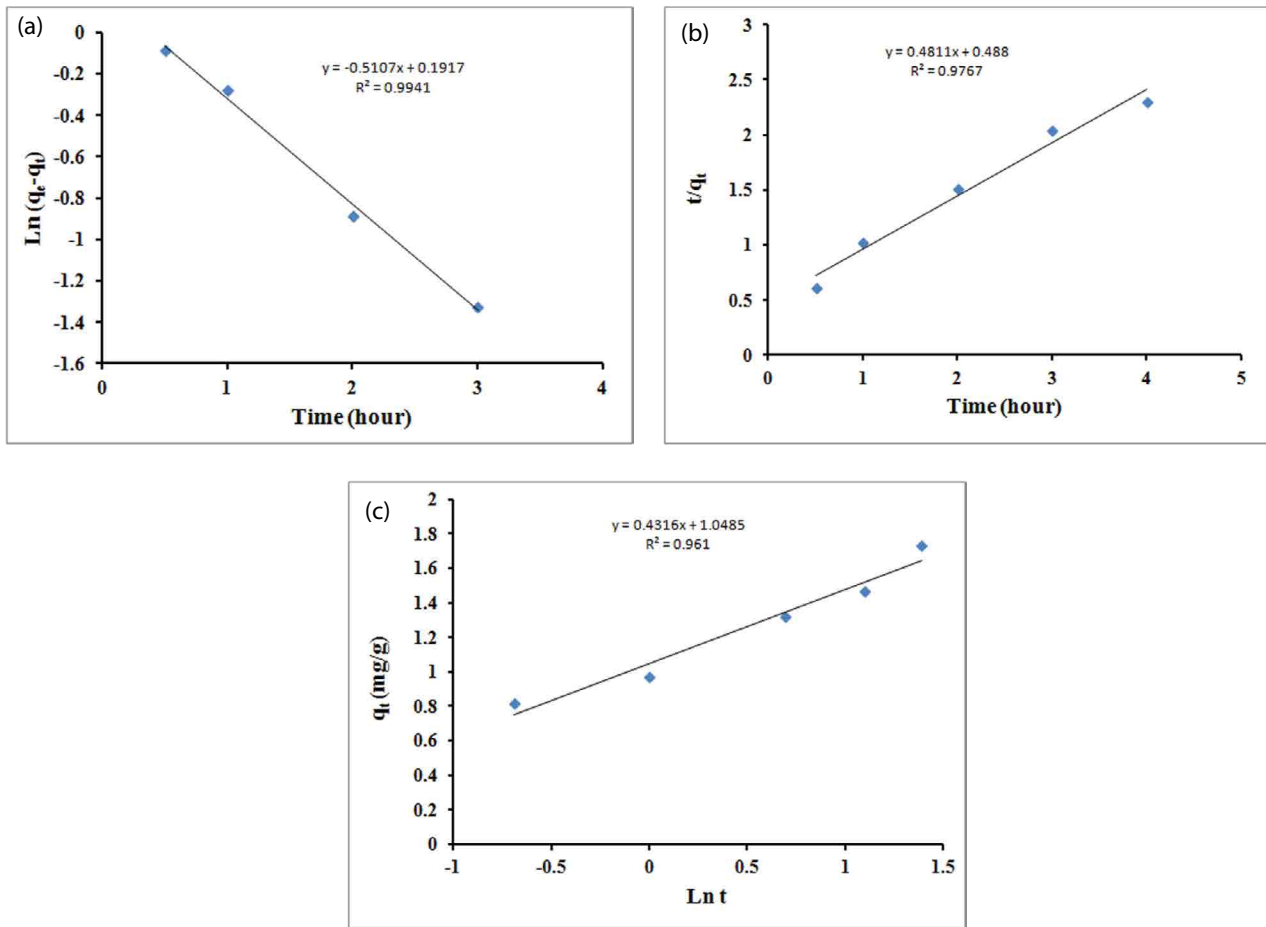 (a)
0
-0.2
-0.4
-0.6
-0.8
-1
-1.2
-1.4
-1.6
Ln (qₑ-qₜ)
y = -0.5107x + 0.1917
R² = 0.9941
0 1 2 3 4
Time (hour)
(b)
3
2.5
2
1.5
1
0.5
0
t/qₜ
y = 0.4811x + 0.488
R² = 0.9767
0 1 2 3 4 5
Time (hour)
(c)
2
1.8
1.6
1.4
1.2
1
0.8
0.6
0.4
0.2
0
qₜ (mg/g)
y = 0.4316x + 1.0485
R² = 0.961
-1 -0.5 0 0.5 1 1.5
Ln t